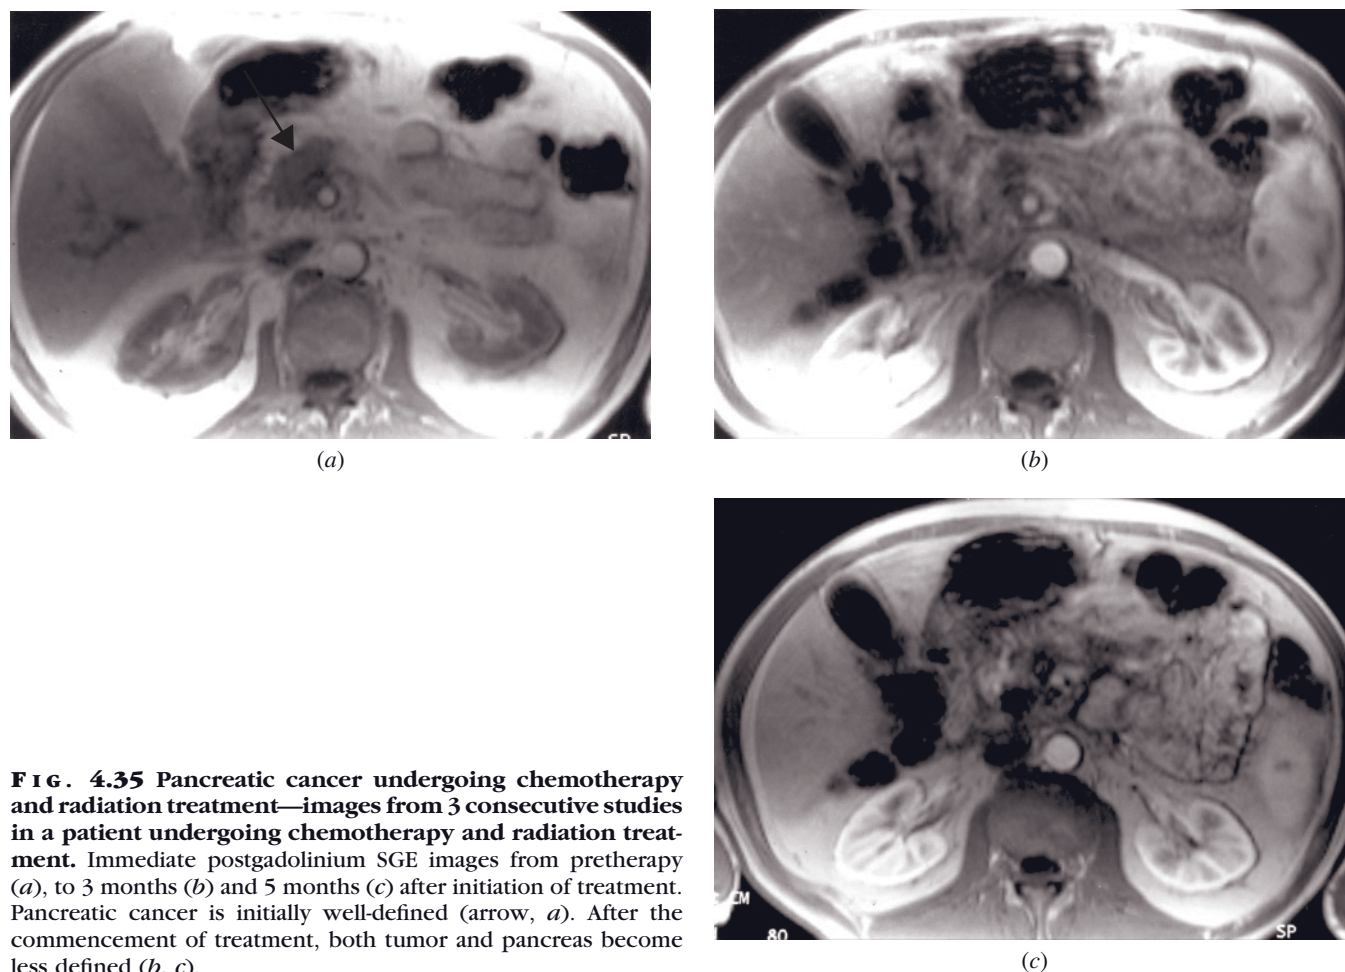 SP
(a)
(b)
CM
80
SP
(c)
FIG. 4.35 Pancreatic cancer undergoing chemotherapy
and radiation treatment—images from 3 consecutive studies
in a patient undergoing chemotherapy and radiation treat-
ment. Immediate postgadolinium SGE images from pretherapy
(a), to 3 months (b) and 5 months (c) after initiation of treatment.
Pancreatic cancer is initially well-defined (arrow, a). After the
commencement of treatment, both tumor and pancreas become
less defined (b, c).